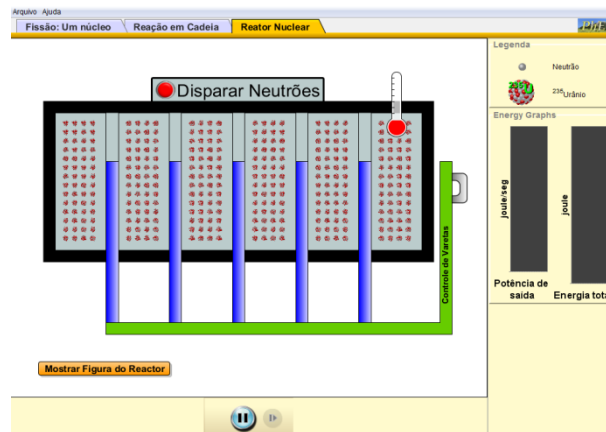 Arquivo Ajuda
Fissão: Um núcleo Reação em Cadeia Reator Nuclear
Legenda
Neutrão
235Urânio
Energy Graphs
Disparar Neutrões
joule/seg
joule
Controle de Varetas
Potência de
saída
Energia tota
Mostrar Figura do Reactor